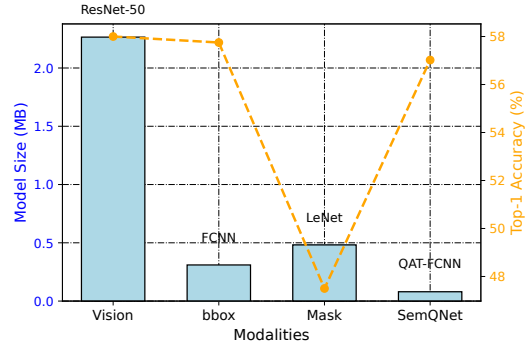 ResNet-50
2.0
1.5
1.0
0.5
0.0
Model Size (MB)
FCNN
LeNet
QAT-FCNN
58
56
54
52
50
48
Top-1 Accuracy (%)
Vision
bbox
Mask
SemQNet
Modalities